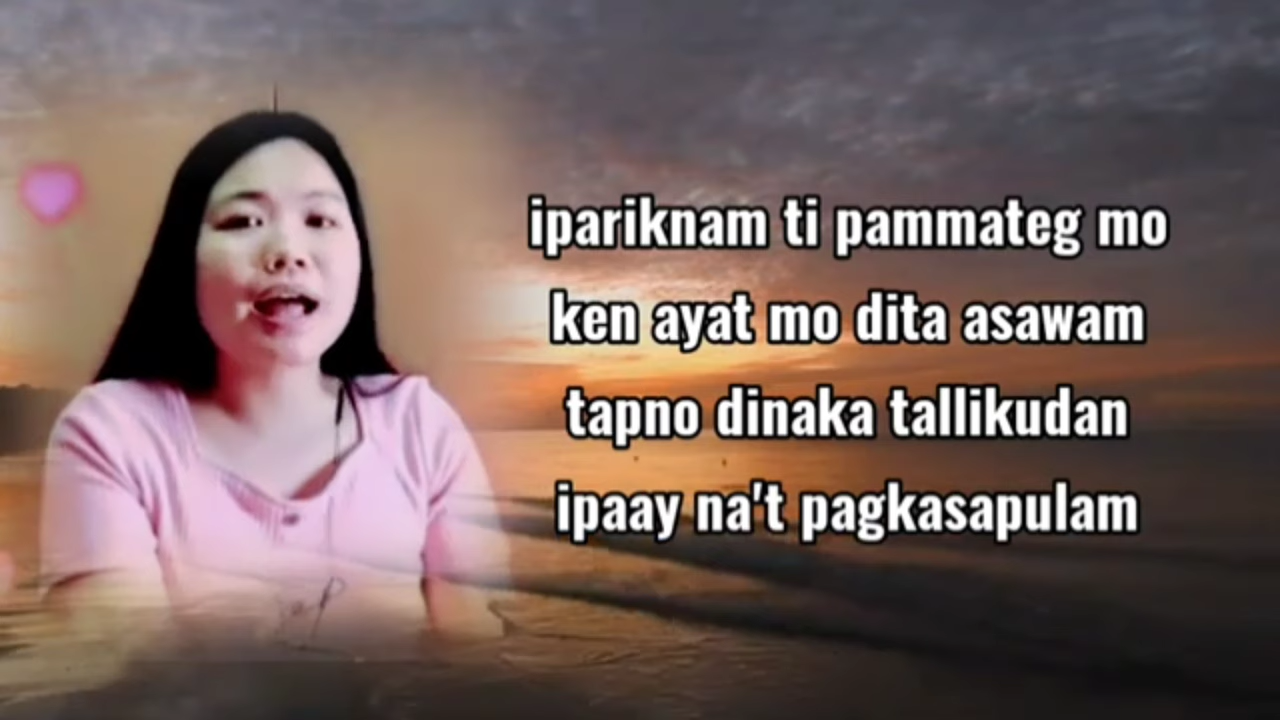 ipariknam ti pammateg mo
ken ayat mo dita asawam
tapno dinaka tallikudan
ipaay na't pagkasapulam